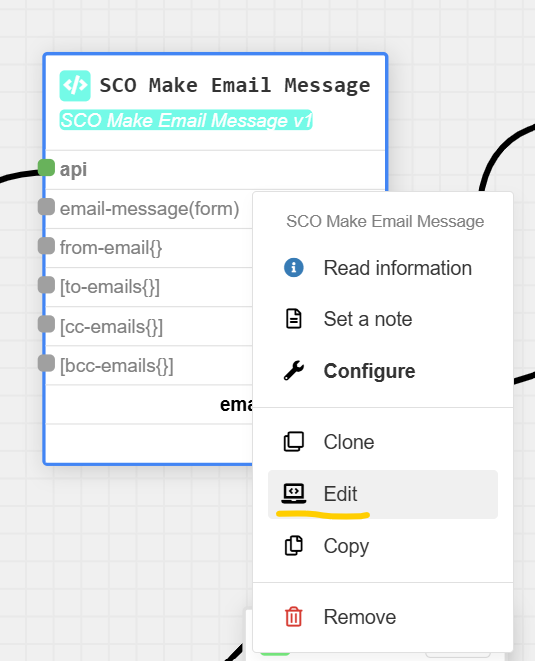 SCO Make Email Message
SCO Make Email Message v1
api
email-message(form)
from-email{}
[to-emails{}]
[cc-emails{}]
[bcc-emails{}]
SCO Make Email Message
Read information
Set a note
Configure
Clone
Edit
Copy
Remove